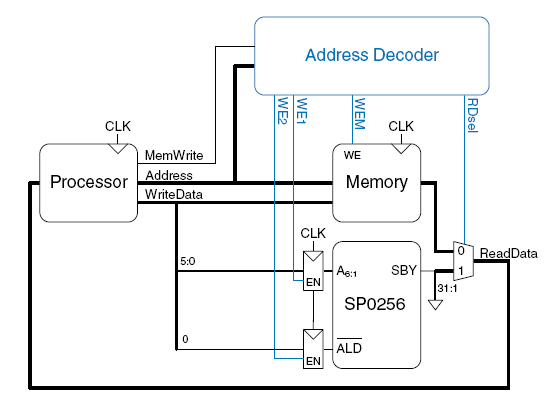 Address Decoder
WE2
WE1
WEM
RDsel
CLK
CLK
MemWrite
WE
Processor
Address
Memory
WriteData
CLK
ReadData
0
5:0
A6:1
SBY
1
EN
31:1
SP0256
0
ALD
EN